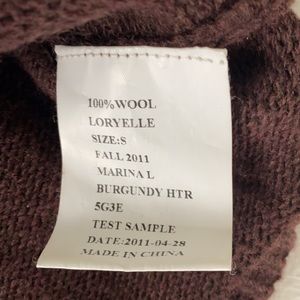 100%WOOL
LORYELLE
SIZE:S
FALL 2011
MARINA L
BURGUNDY HTR
5G3E
TEST SAMPLE
DATE:2011-04-28
MADE IN CHINA